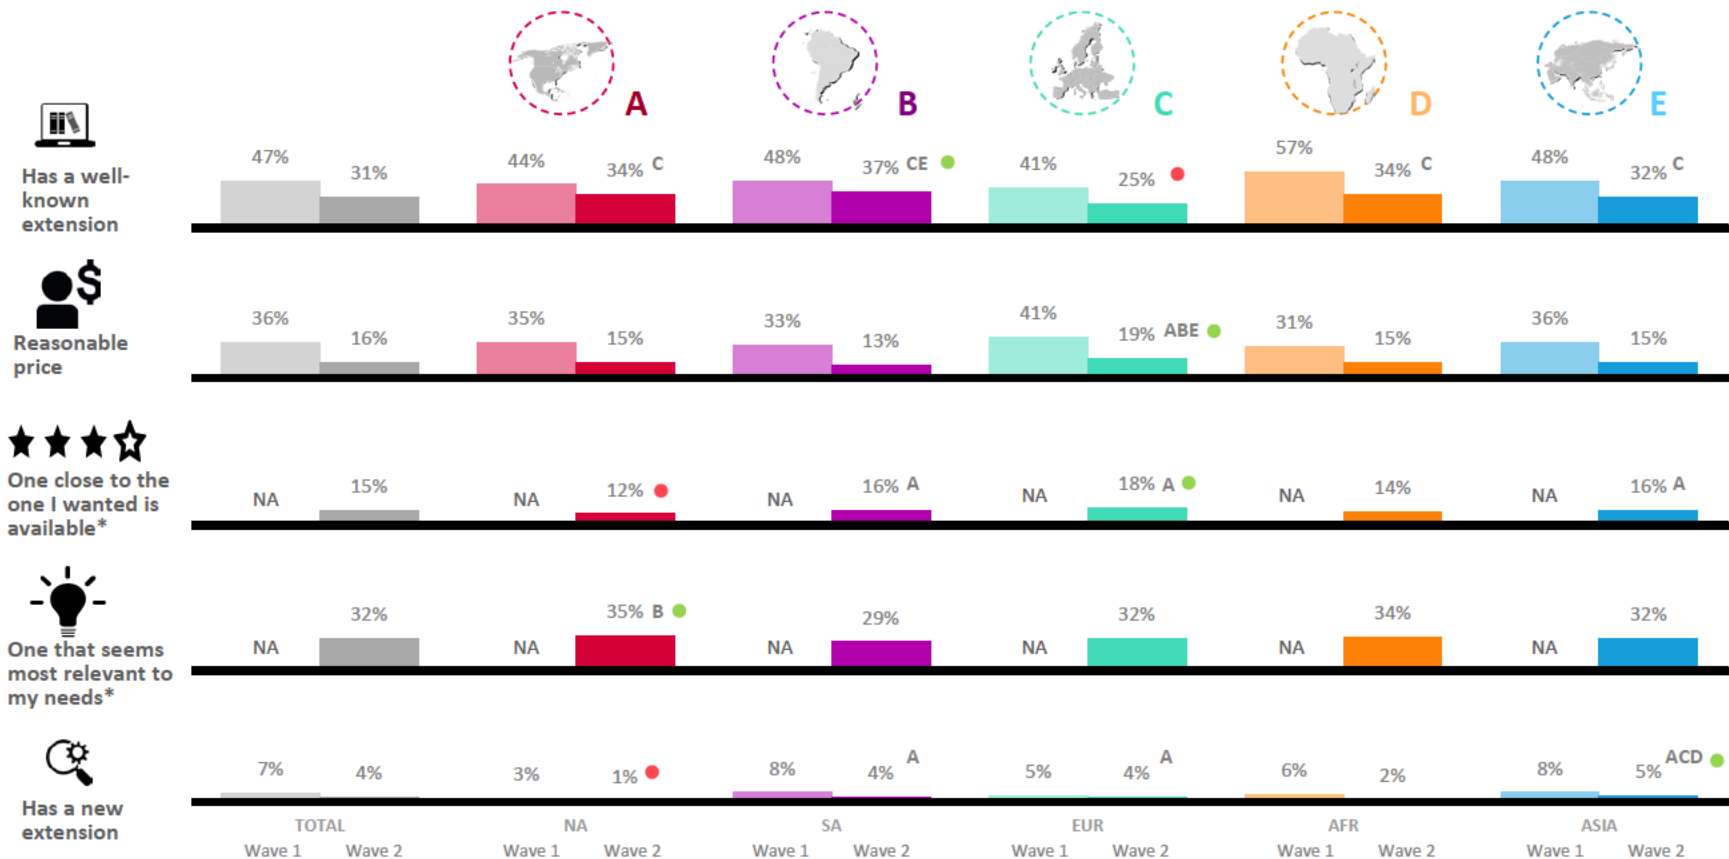 A B C D E
47% 31% 44% 34% C 48% 37% CE 41% 25% 57% 34% C 48% 32% C
Has a well-
known
extension
$
36% 16% 35% 15% 33% 13% 41% 19% ABE 31% 15% 36% 15%
Reasonable
price
One close to the
one I wanted is
available*
NA 15% NA 12% NA 16% A NA 18% A NA 14% NA 16% A
NA 32% NA 35% B NA 29% NA 32% NA 34% NA 32%
One that seems
most relevant to
my needs*
7% 4% 3% 1% 8% 4% A 5% 4% A 6% 2% 8% 5% ACD
Has a new
extension
TOTAL NA SA EUR AFR ASIA
Wave 1 Wave 2 Wave 1 Wave 2 Wave 1 Wave 2 Wave 1 Wave 2 Wave 1 Wave 2 Wave 1 Wave 2